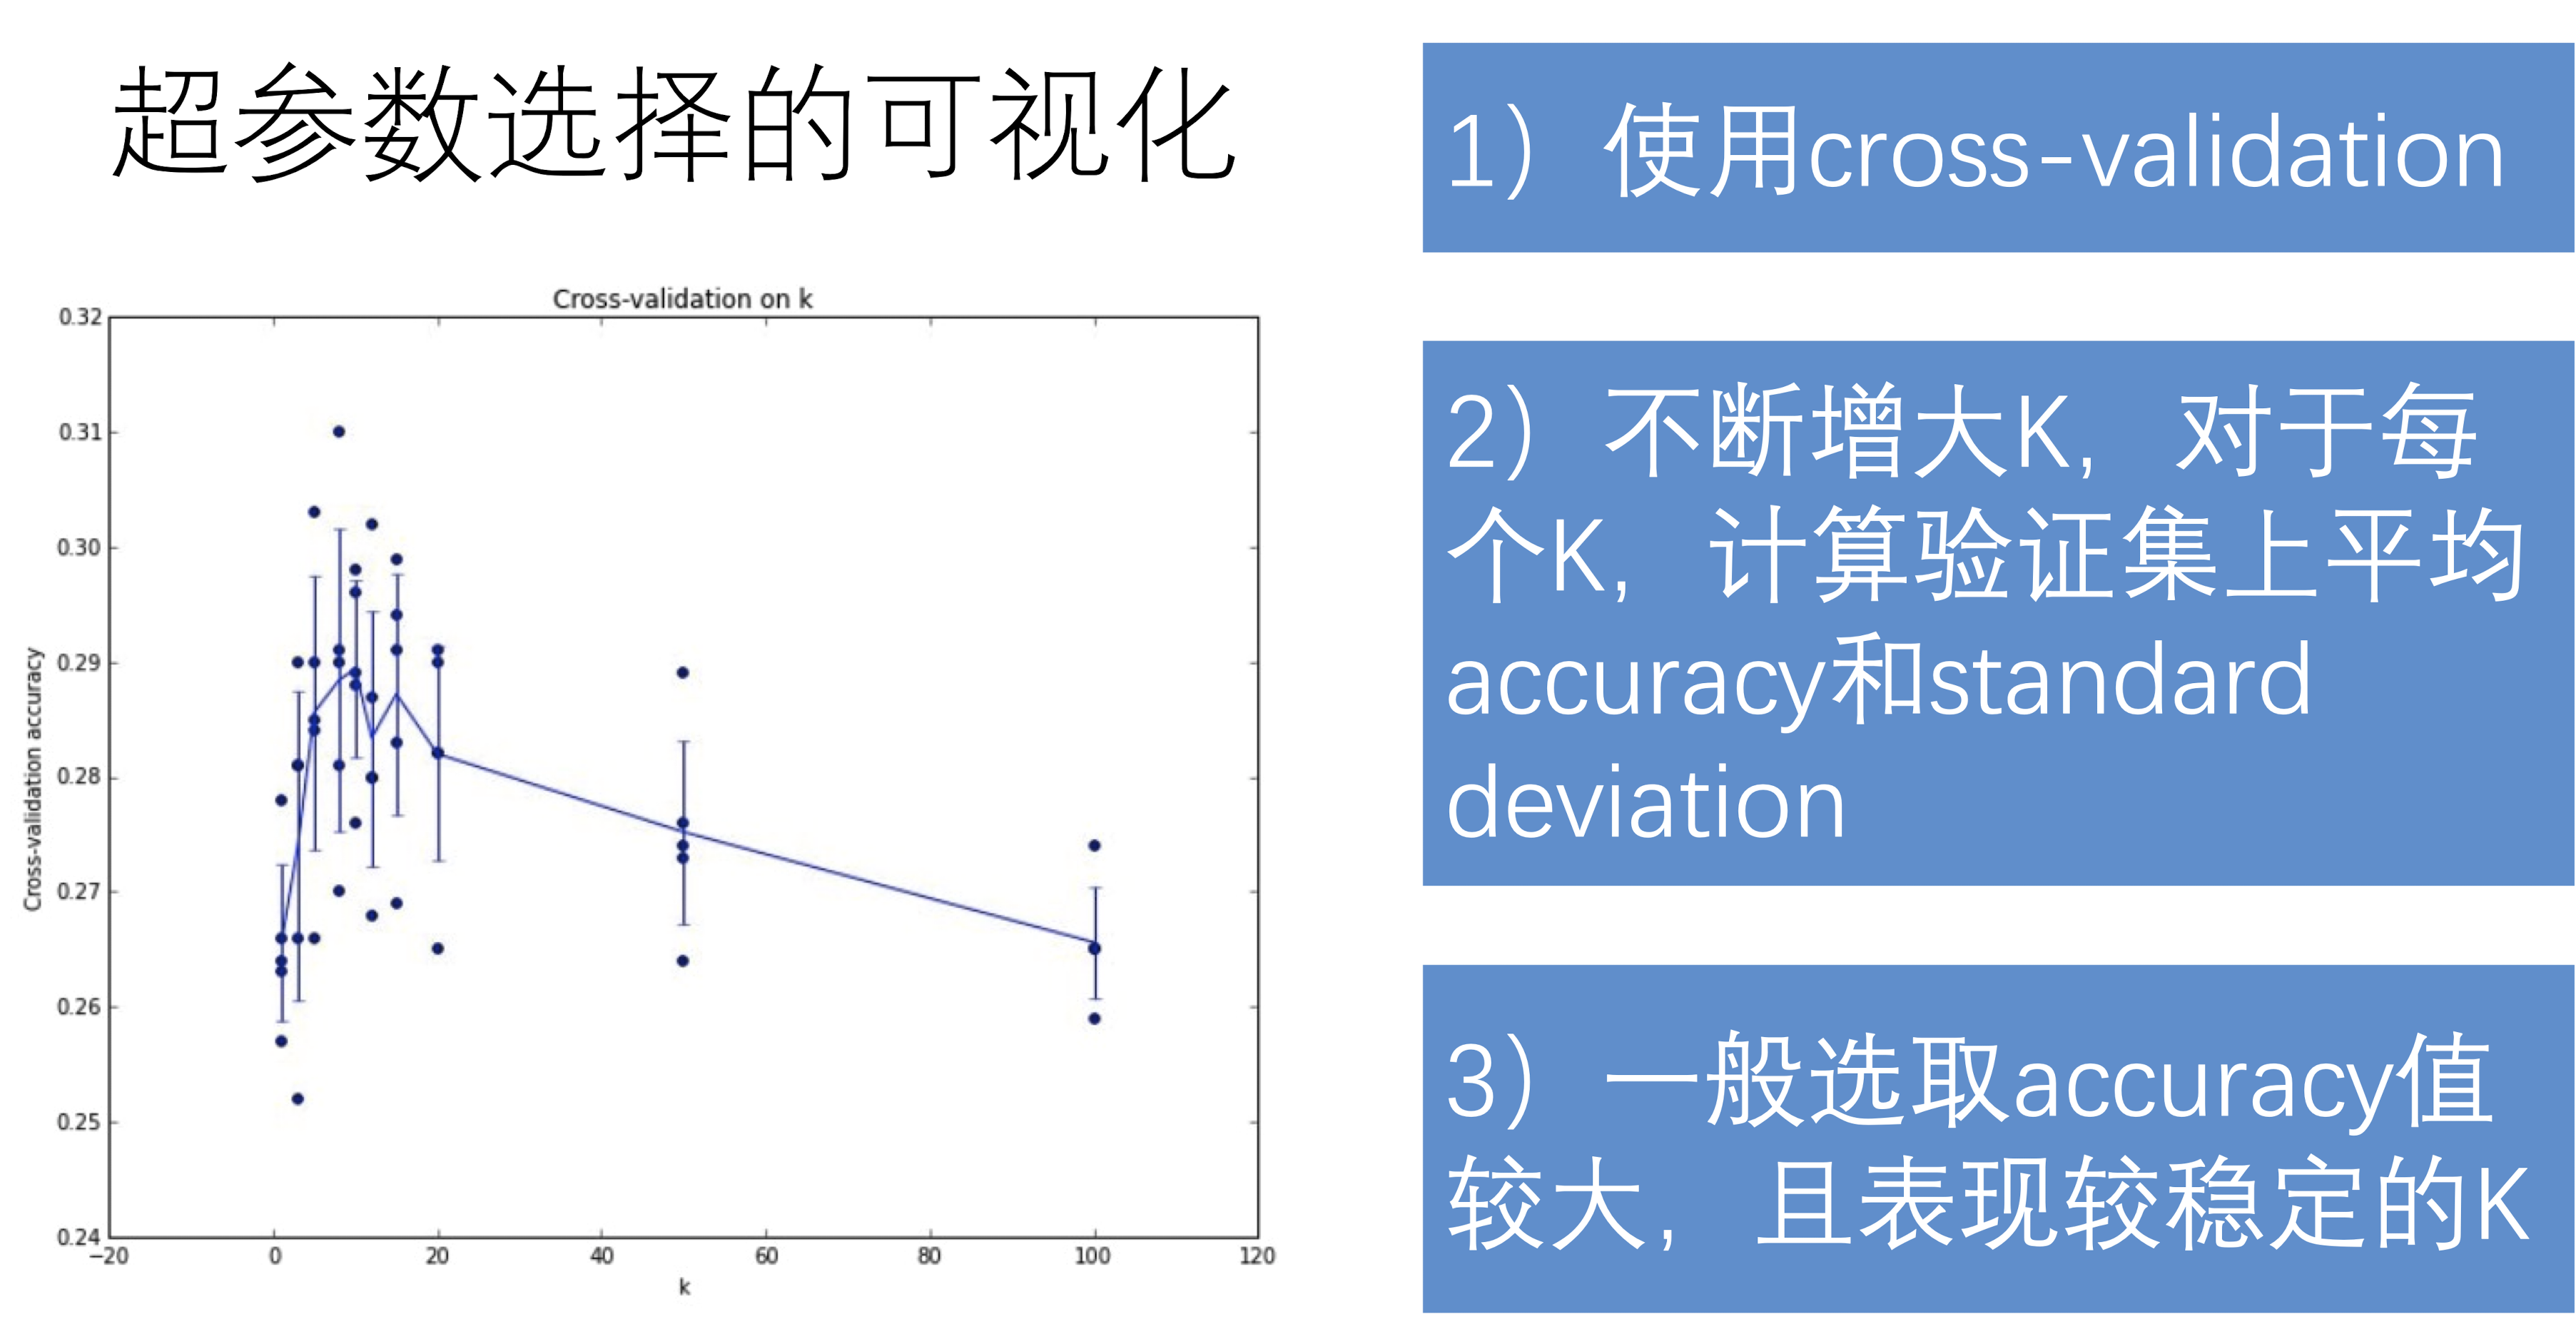 超参数选择的可视化
Cross-validation on k
0.32
0.31
0.30
0.29
0.28
0.27
0.26
0.25
0.24
Cross-validation accuracy
−20
0
20
40
60
80
100
120
k
1） 使用cross-validation
2）不断增大K，对于每
个K，计算验证集上平均
accuracy和standard
deviation
3）一般选取accuracy值
较大，且表现较稳定的K